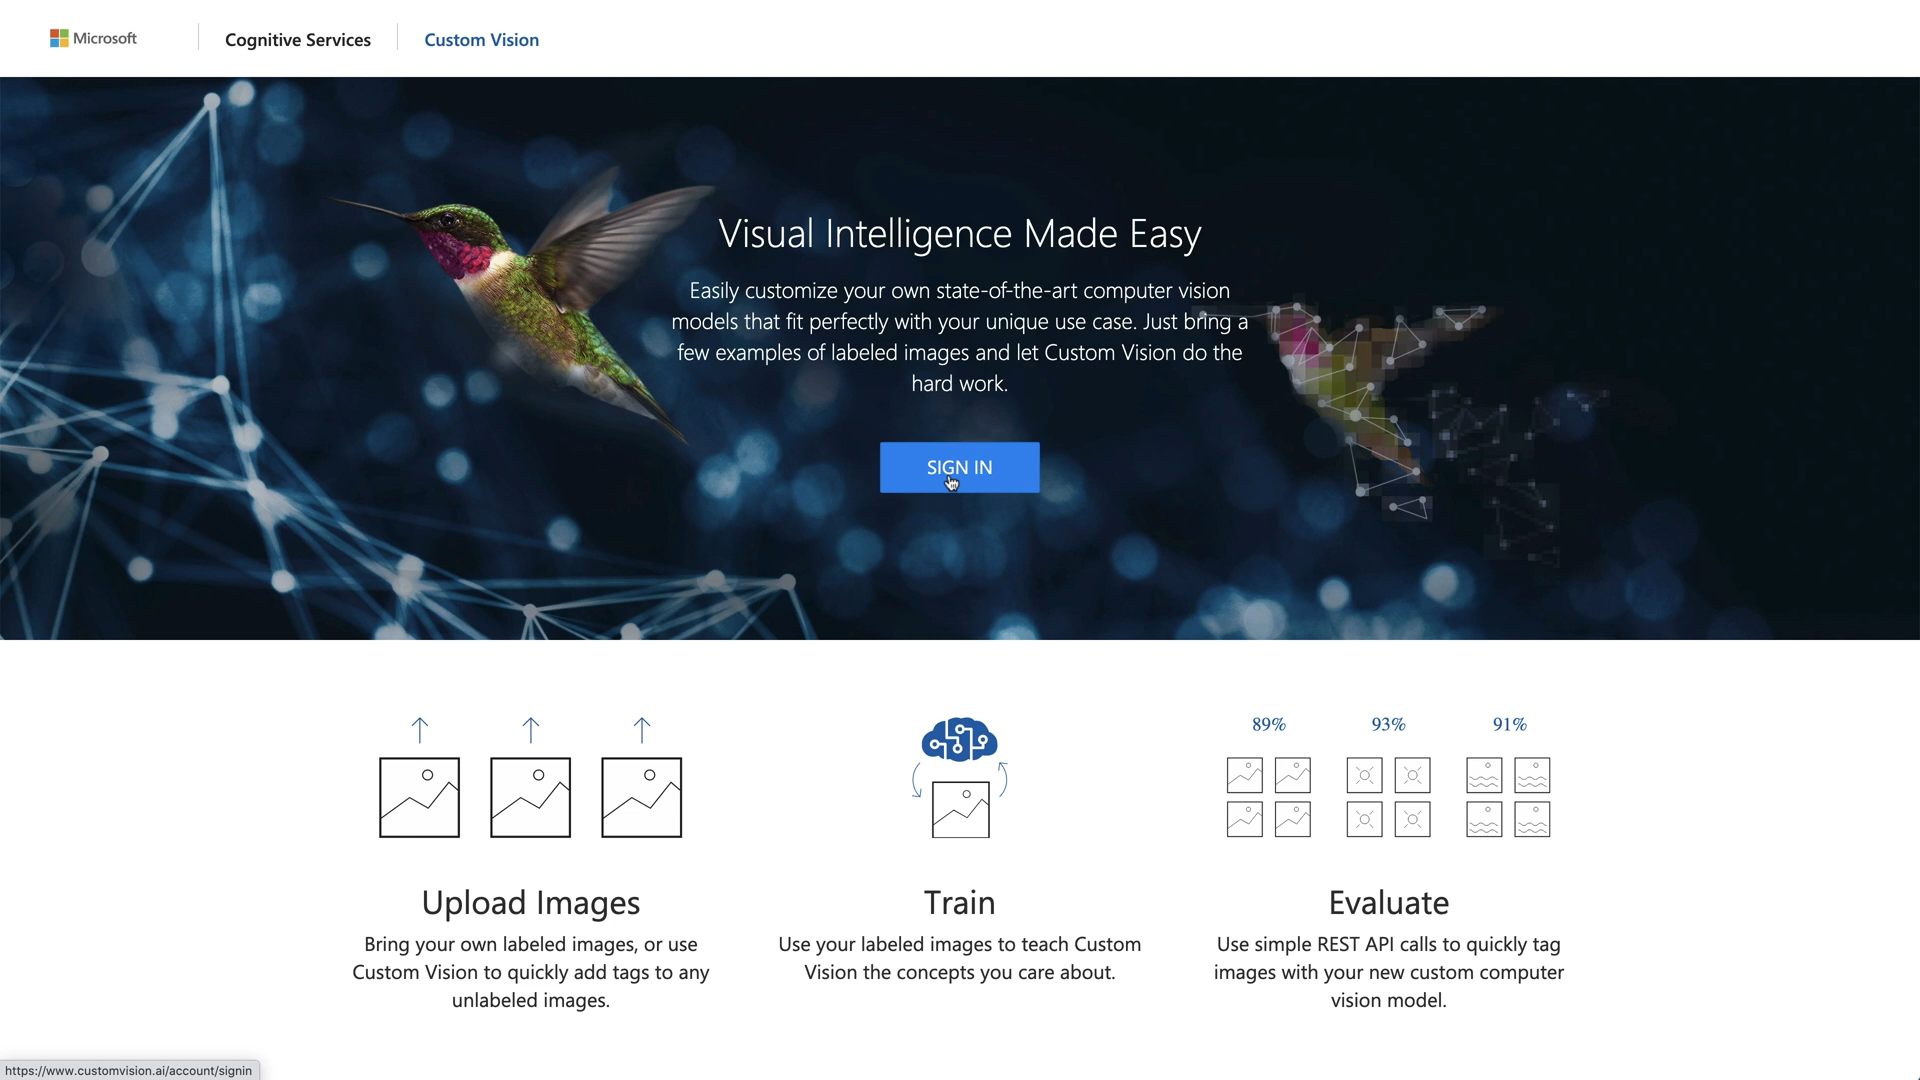 Microsoft
Cognitive Services
Custom Vision
Visual Intelligence Made Easy
Easily customize your own state-of-the-art computer vision
models that fit perfectly with your unique use case. Just bring a
few examples of labeled images and let Custom Vision do the
hard work.
SIGN IN
89%
93%
91%
Upload Images
Bring your own labeled images, or use
Custom Vision to quickly add tags to any
unlabeled images.
Train
Use your labeled images to teach Custom
Vision the concepts you care about.
Evaluate
Use simple REST API calls to quickly tag
images with your new custom computer
vision model.
https://www.customvision.ai/account/signin